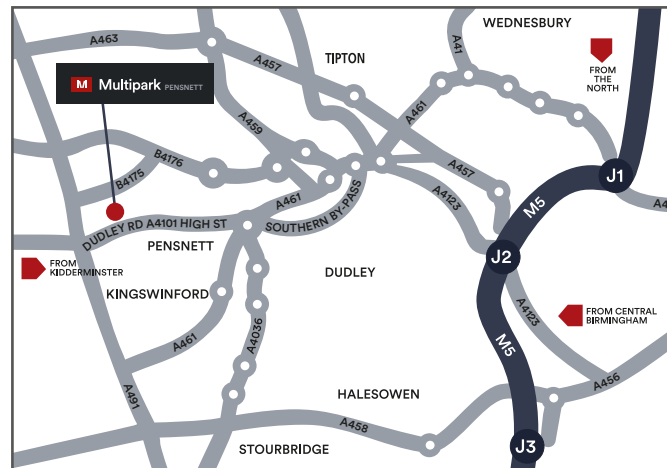 WEDNESBURY
A463
A41
A457
TIPTON
FROM
THE
NORTH
M Multipark PENSNETT
A461
A459
B4176
A457
B4175
J1
A461
A4123
M5
A4
DUDLEY RD A4101 HIGH ST
SOUTHERN BY-PASS
PENSNETT
J2
FROM
KIDDERMINSTER
DUDLEY
KINGSWINFORD
A4123
FROM CENTRAL
BIRMINGHAM
A461
A4036
M5
A491
HALESOWEN
A456
A458
STOURBRIDGE
J3